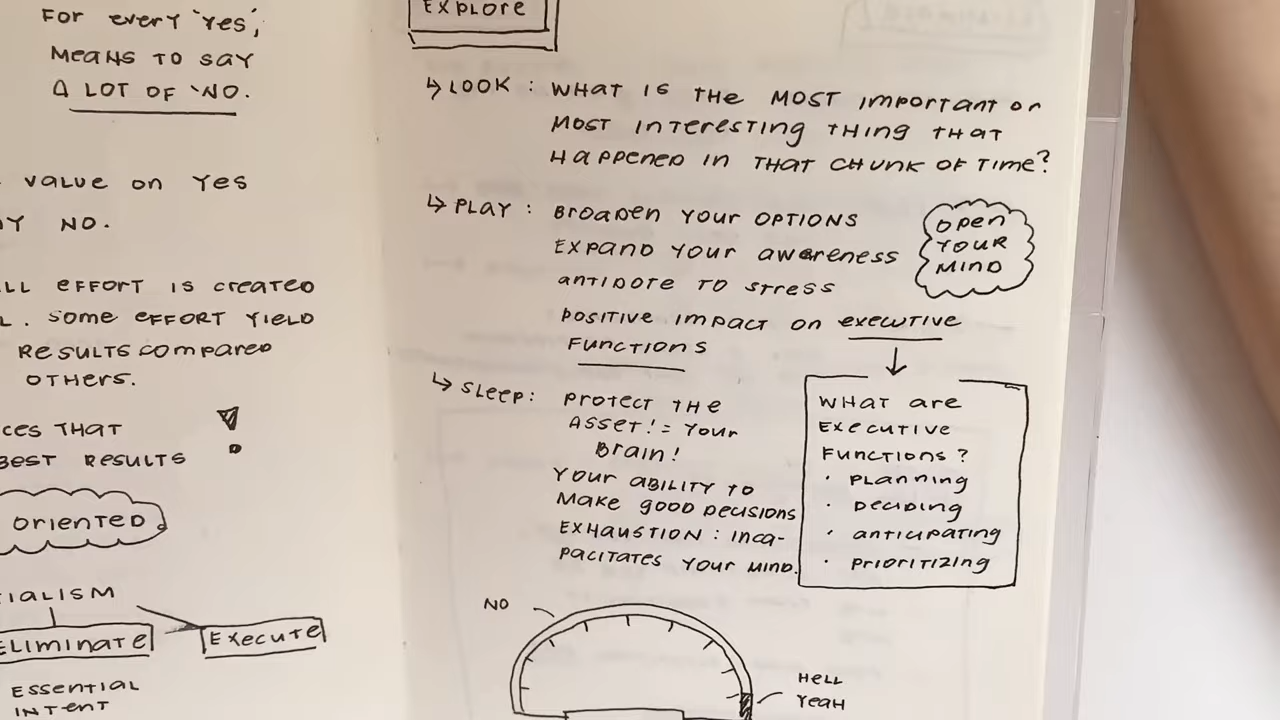 FOR every 'Yes',
MEANS TO SAY
A LOT OF 'NO.
VALUE ON YES
NO.
EFFORT IS CREATED
SOME EFFORT YIELD
RESULTS COMPARED
OTHERS.
THAT
BEST RESULTS
ORIENTED
ELIMINATE
EXECUTE
ESSENTIAL
INTENT
EXPLORE
↳ LOOK : WHAT IS THE MOST IMPORTANT OR
MOST INTERESTING THING THAT
HAPPENED IN THAT CHUNK OF TIME?
↳ PLAY : BROADEN YOUR OPTIONS
EXPAND YOUR AWARENESS
ANTIDOTE TO STRESS
POSITIVE IMPACT ON EXECUTIVE
FUNCTIONS
OPEN
YOUR
MIND
↳ SLEEP: PROTECT THE
ASSET! = YOUR
BRAIN!
YOUR ABILITY TO
MAKE GOOD DECISIONS
EXHAUSTION : INCA-
PACITATES YOUR MIND.
WHAT ARE
EXECUTIVE
FUNCTIONS ?
· PLANNING
· DECIDING
· ANTICIPATING
· PRIORITIZING
NO
HELL
YEAH